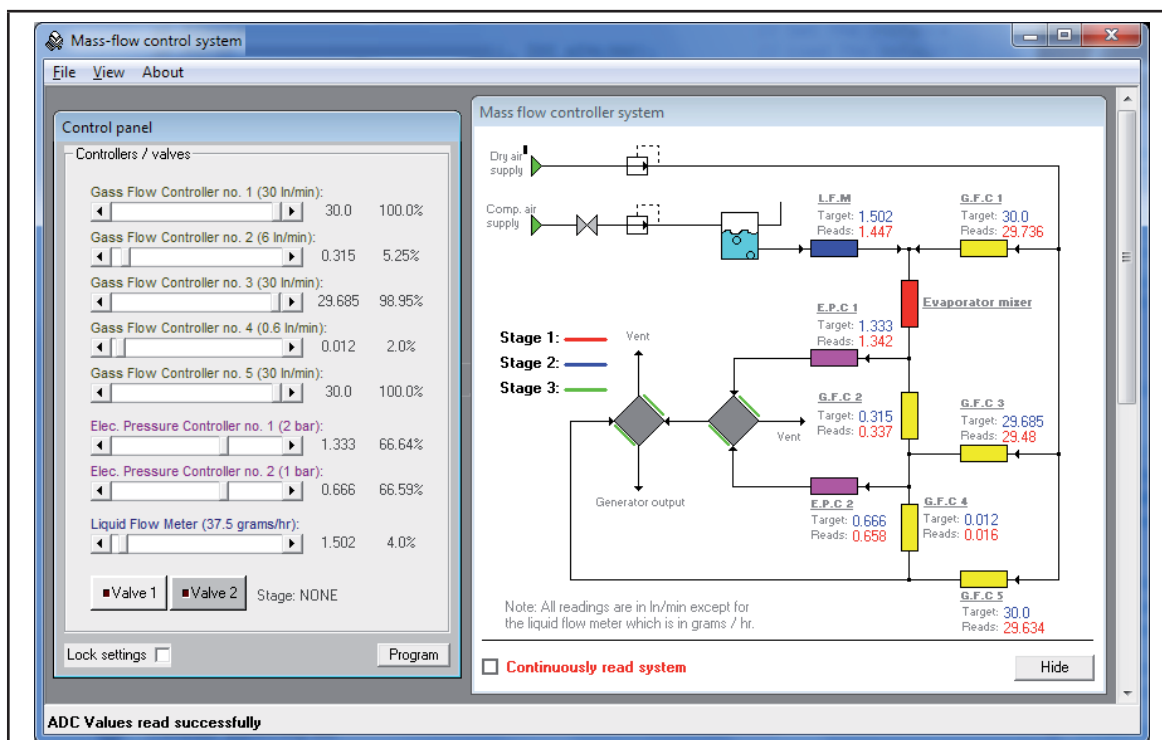 Mass-flow control system
File View About
Control panel
Controllers / valves
Gass Flow Controller no. 1 (30 ln/min):
30.0 100.0%
Gass Flow Controller no. 2 (6 ln/min):
0.315 5.25%
Gass Flow Controller no. 3 (30 ln/min):
29.685 98.95%
Gass Flow Controller no. 4 (0.6 ln/min):
0.012 2.0%
Gass Flow Controller no. 5 (30 ln/min):
30.0 100.0%
Elec. Pressure Controller no. 1 (2 bar):
1.333 66.64%
Elec. Pressure Controller no. 2 (1 bar):
0.666 66.59%
Liquid Flow Meter (37.5 grams/hr):
1.502 4.0%
Valve 1 Valve 2 Stage: NONE
Lock settings Program
Mass flow controller system
Dry air
supply
Comp. air
supply
L.F.M
Target: 1.502
Reads: 1.447
G.F.C 1
Target: 30.0
Reads: 29.736
Evaporator mixer
E.P.C 1
Target: 1.333
Reads: 1.342
Stage 1:
Stage 2:
Stage 3:
Vent
G.F.C 2
Target: 0.315
Reads: 0.337
G.F.C 3
Target: 29.685
Reads: 29.48
Vent
Generator output
E.P.C 2
Target: 0.666
Reads: 0.658
G.F.C 4
Target: 0.012
Reads: 0.016
G.F.C 5
Target: 30.0
Reads: 29.634
Note: All readings are in ln/min except for
the liquid flow meter which is in grams / hr.
Continuously read system Hide
ADC Values read successfully